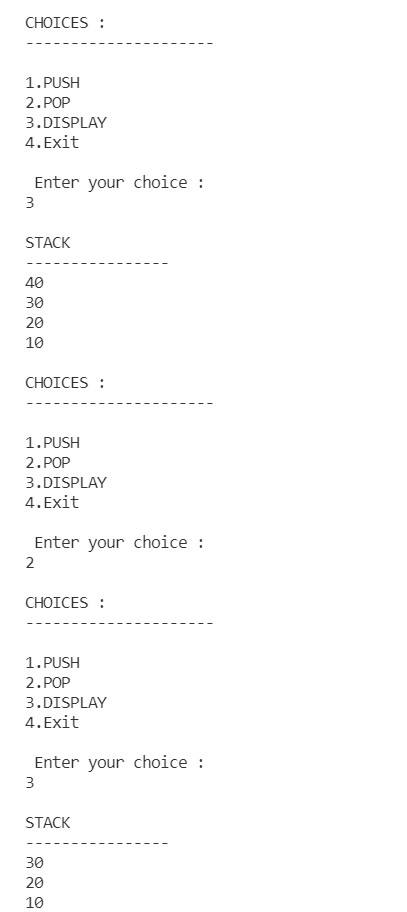 CHOICES :
---------------------
1.PUSH
2.POP
3.DISPLAY
4.Exit
Enter your choice :
3
STACK
----------------
40
30
20
10
CHOICES :
---------------------
1.PUSH
2.POP
3.DISPLAY
4.Exit
Enter your choice :
2
CHOICES :
---------------------
1.PUSH
2.POP
3.DISPLAY
4.Exit
Enter your choice :
3
STACK
----------------
30
20
10